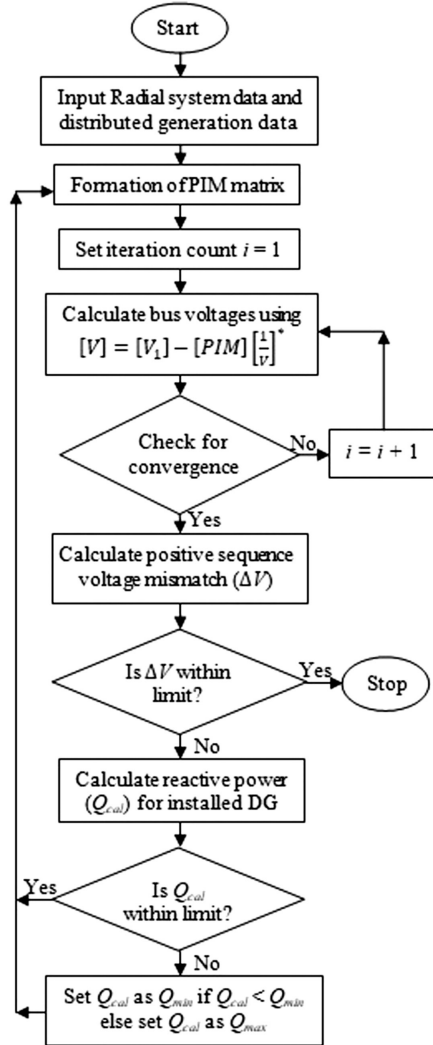 Start
Input Radial system data and
distributed generation data
Formation of PIM matrix
Set iteration count i = 1
Calculate bus voltages using
[V] = [V₁] − [PIM] [1/V]*
Check for
convergence
No
i = i + 1
Yes
Calculate positive sequence
voltage mismatch (ΔV)
Is ΔV within
limit?
Yes
Stop
No
Calculate reactive power
(Qcal) for installed DG
Yes
Is Qcal
within limit?
No
Set Qcal as Qmin if Qcal < Qmin
else set Qcal as Qmax